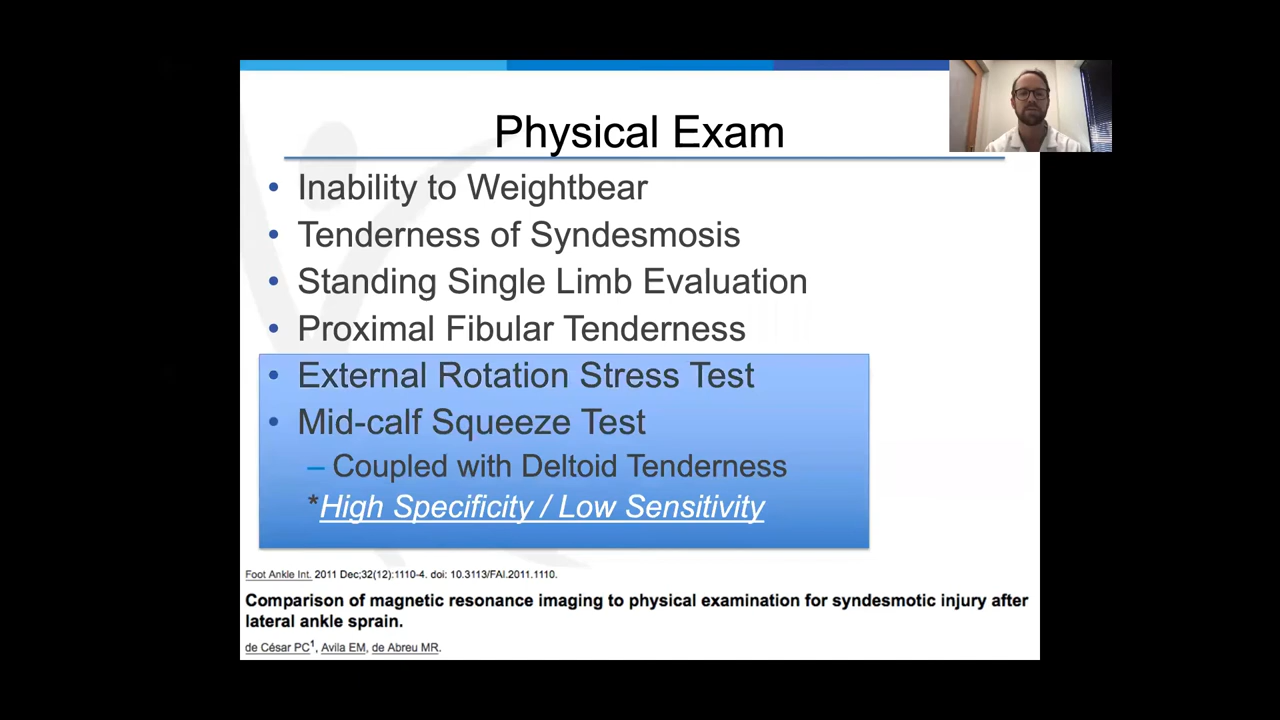 Physical Exam
• Inability to Weightbear
• Tenderness of Syndesmosis
• Standing Single Limb Evaluation
• Proximal Fibular Tenderness
• External Rotation Stress Test
• Mid-calf Squeeze Test
– Coupled with Deltoid Tenderness
*High Specificity / Low Sensitivity
Foot Ankle Int. 2011 Dec;32(12):1110-4. doi: 10.3113/FAI.2011.1110.
Comparison of magnetic resonance imaging to physical examination for syndesmotic injury after
lateral ankle sprain.
de César PC1, Avila EM, de Abreu MR.